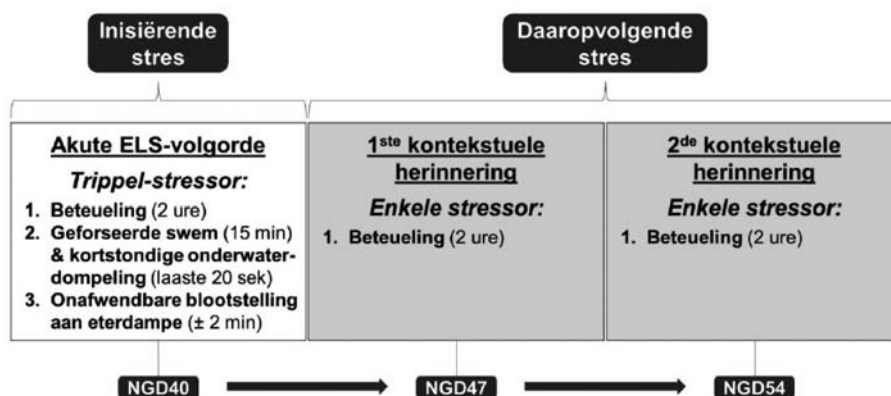 Inisiërende
stres
Daaropvolgende
stres
Akute ELS-volgorde
Trippel-stressor:
1. Beteueling (2 ure)
2. Geforseerde swem (15 min)
& kortstondige onderwater-
dompeling (laaste 20 sek)
3. Onafwendbare blootstelling
aan eterdampe (± 2 min)
1ste kontekstuele
herinnering
Enkele stressor:
1. Beteueling (2 ure)
2de kontekstuele
herinnering
Enkele stressor:
1. Beteueling (2 ure)
NGD40
NGD47
NGD54